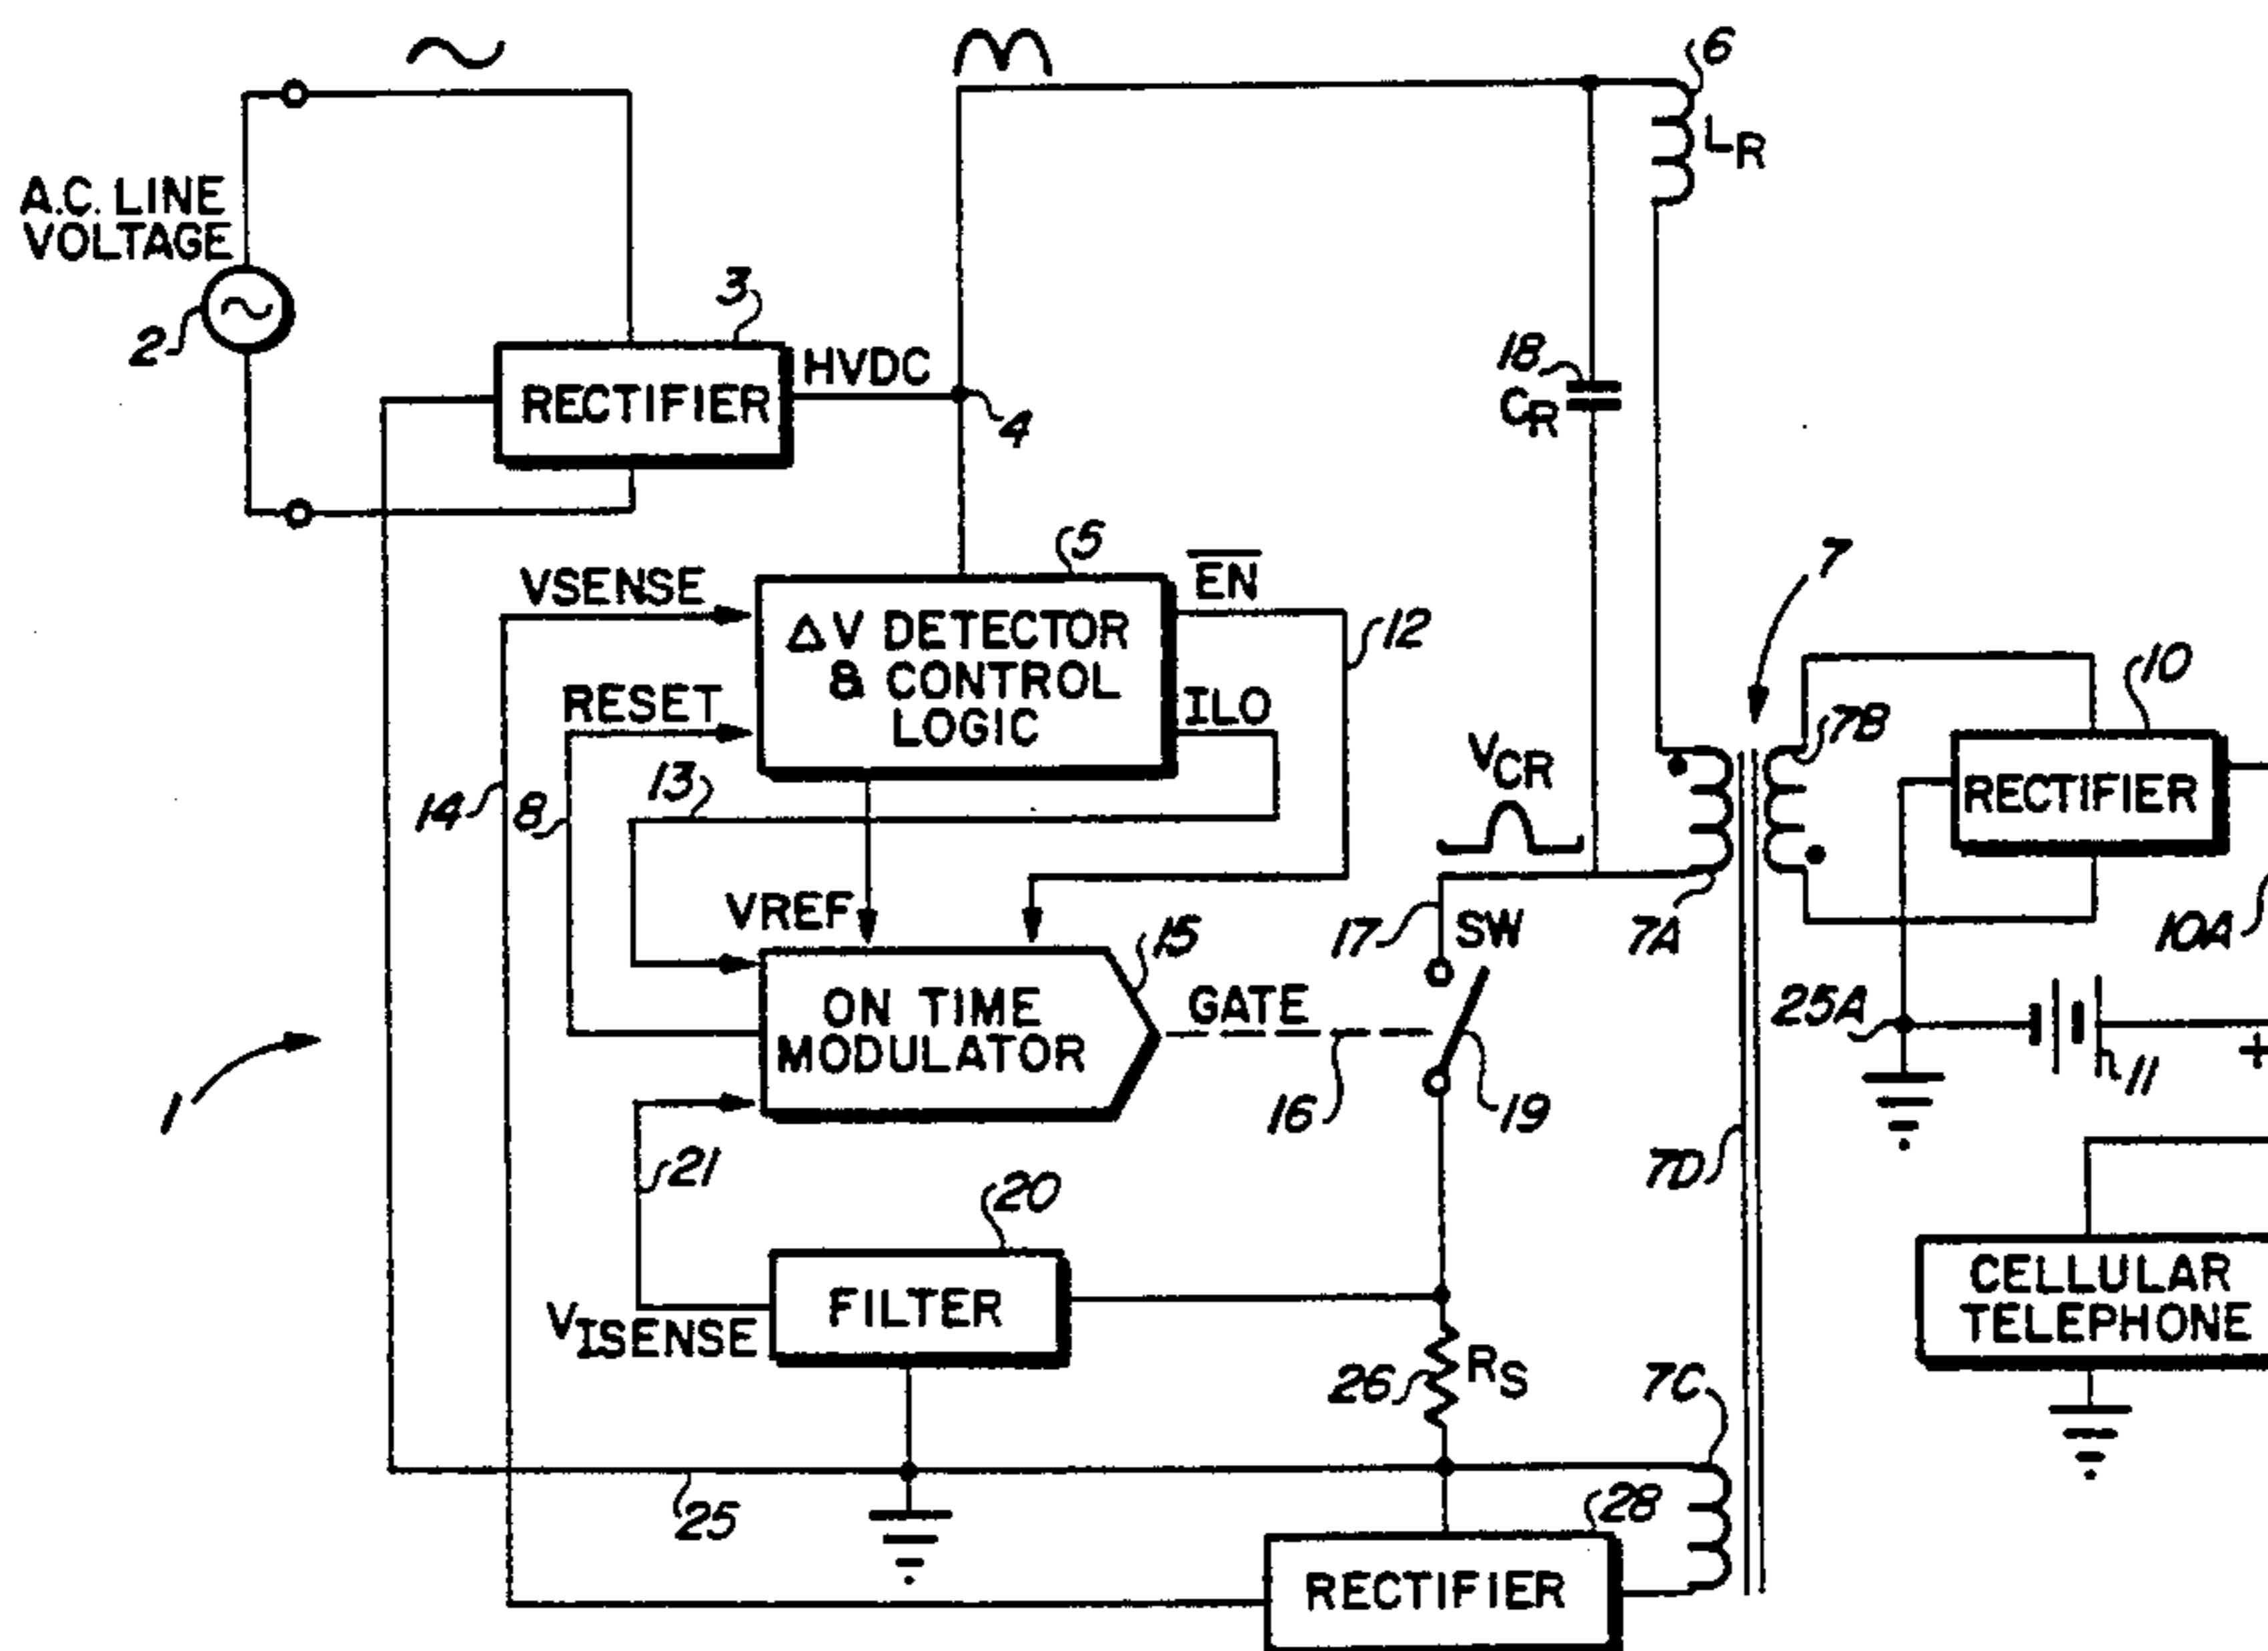 6
LR
A.C. LINE
VOLTAGE
2
3
RECTIFIER
HVDC
4
18
CR
5
VSENSE
EN
ΔV DETECTOR
& CONTROL
LOGIC
RESET
ILO
12
7
10
7B
RECTIFIER
13
14
8
VCR
VREF
15
17
SW
7A
10A
ON TIME
MODULATOR
GATE
25A
11
+
1
16
19
7D
21
20
CELLULAR
TELEPHONE
FILTER
VISENSE
26
RS
7C
25
28
RECTIFIER